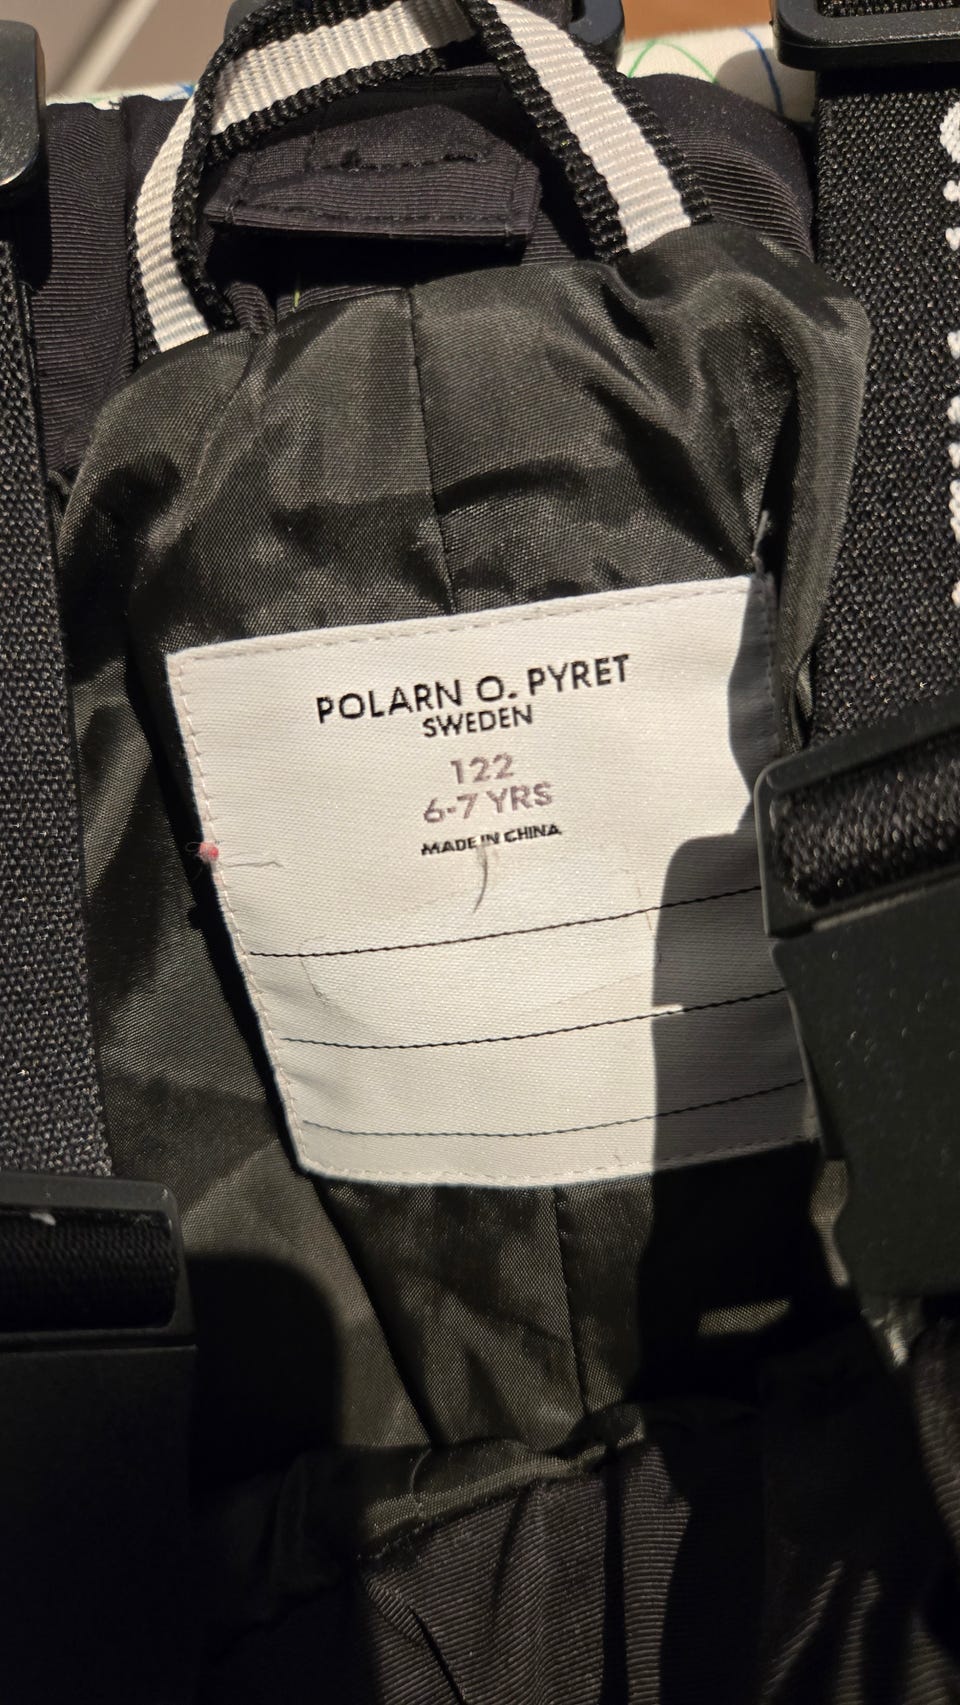 POLARN O. PYRET
SWEDEN
122
6-7 YRS
MADE IN CHINA